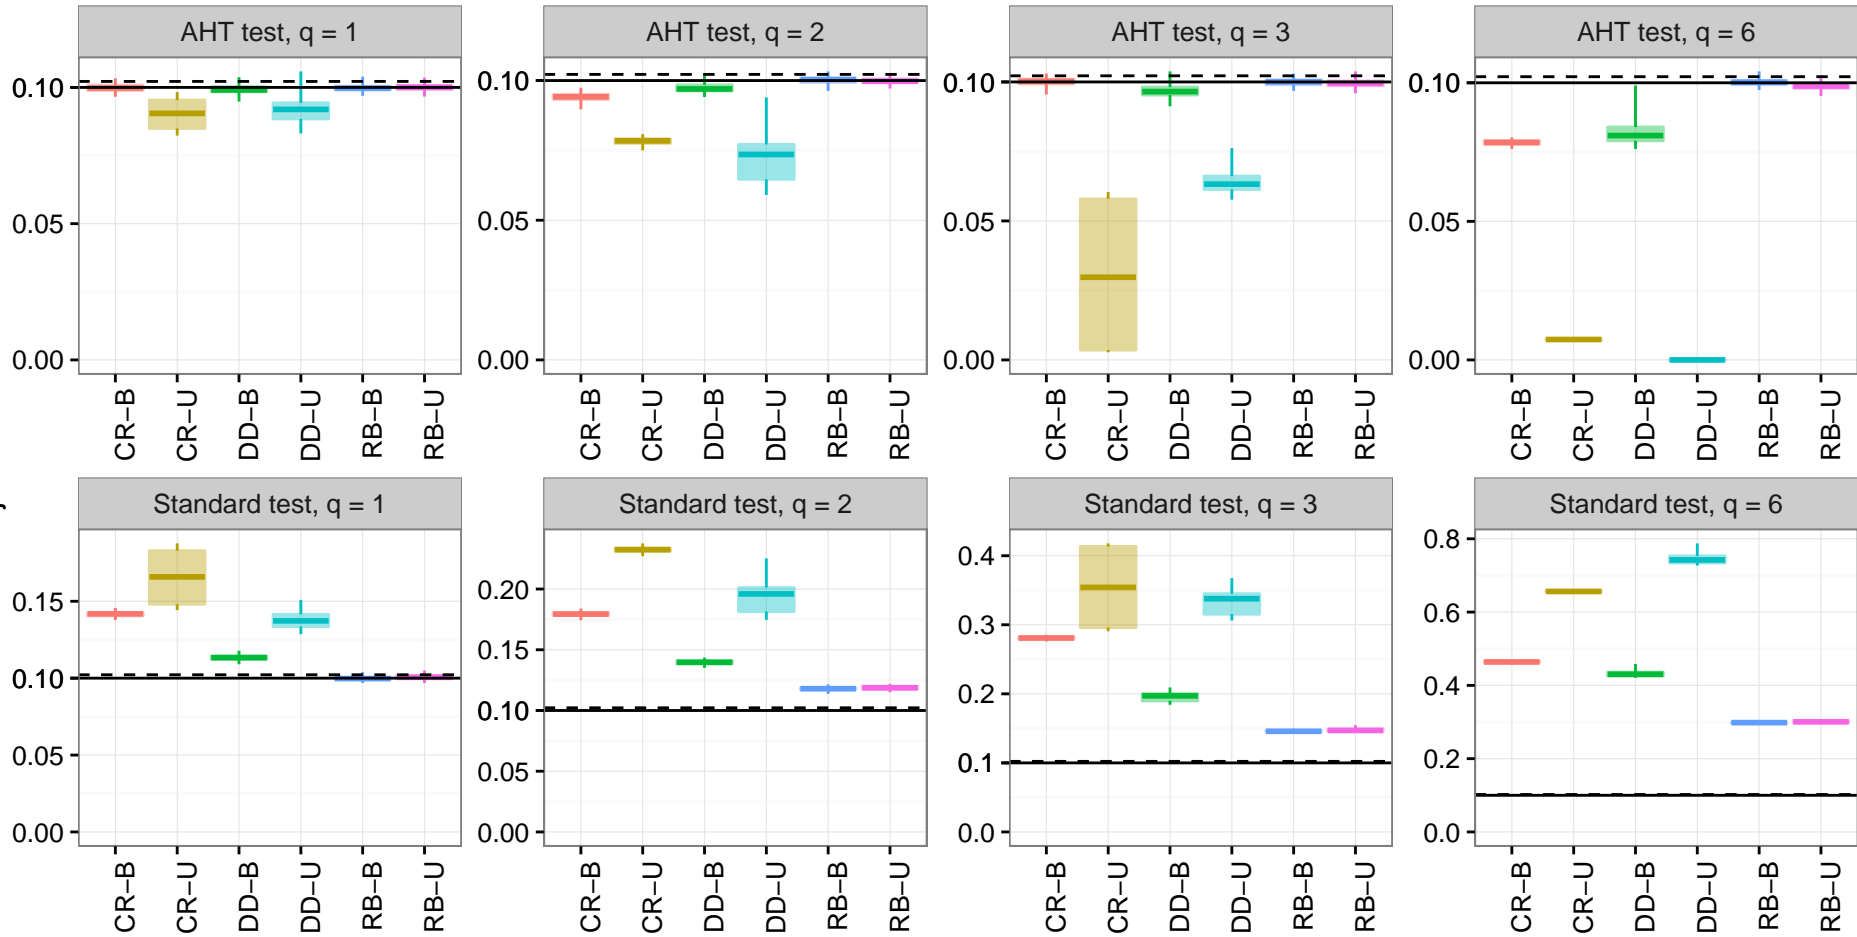 AHT test, q = 1
AHT test, q = 2
AHT test, q = 3
AHT test, q = 6
0.10
0.05
0.00
0.10
0.05
0.00
0.10
0.05
0.00
0.10
0.05
0.00
CR−B
CR−U
DD−B
DD−U
RB−B
RB−U
CR−B
CR−U
DD−B
DD−U
RB−B
RB−U
CR−B
CR−U
DD−B
DD−U
RB−B
RB−U
CR−B
CR−U
DD−B
DD−U
RB−B
RB−U
Standard test, q = 1
Standard test, q = 2
Standard test, q = 3
Standard test, q = 6
0.15
0.10
0.05
0.00
0.20
0.15
0.10
0.05
0.00
0.4
0.3
0.2
0.1
0.0
0.8
0.6
0.4
0.2
0.0
CR−B
CR−U
DD−B
DD−U
RB−B
RB−U
CR−B
CR−U
DD−B
DD−U
RB−B
RB−U
CR−B
CR−U
DD−B
DD−U
RB−B
RB−U
CR−B
CR−U
DD−B
DD−U
RB−B
RB−U